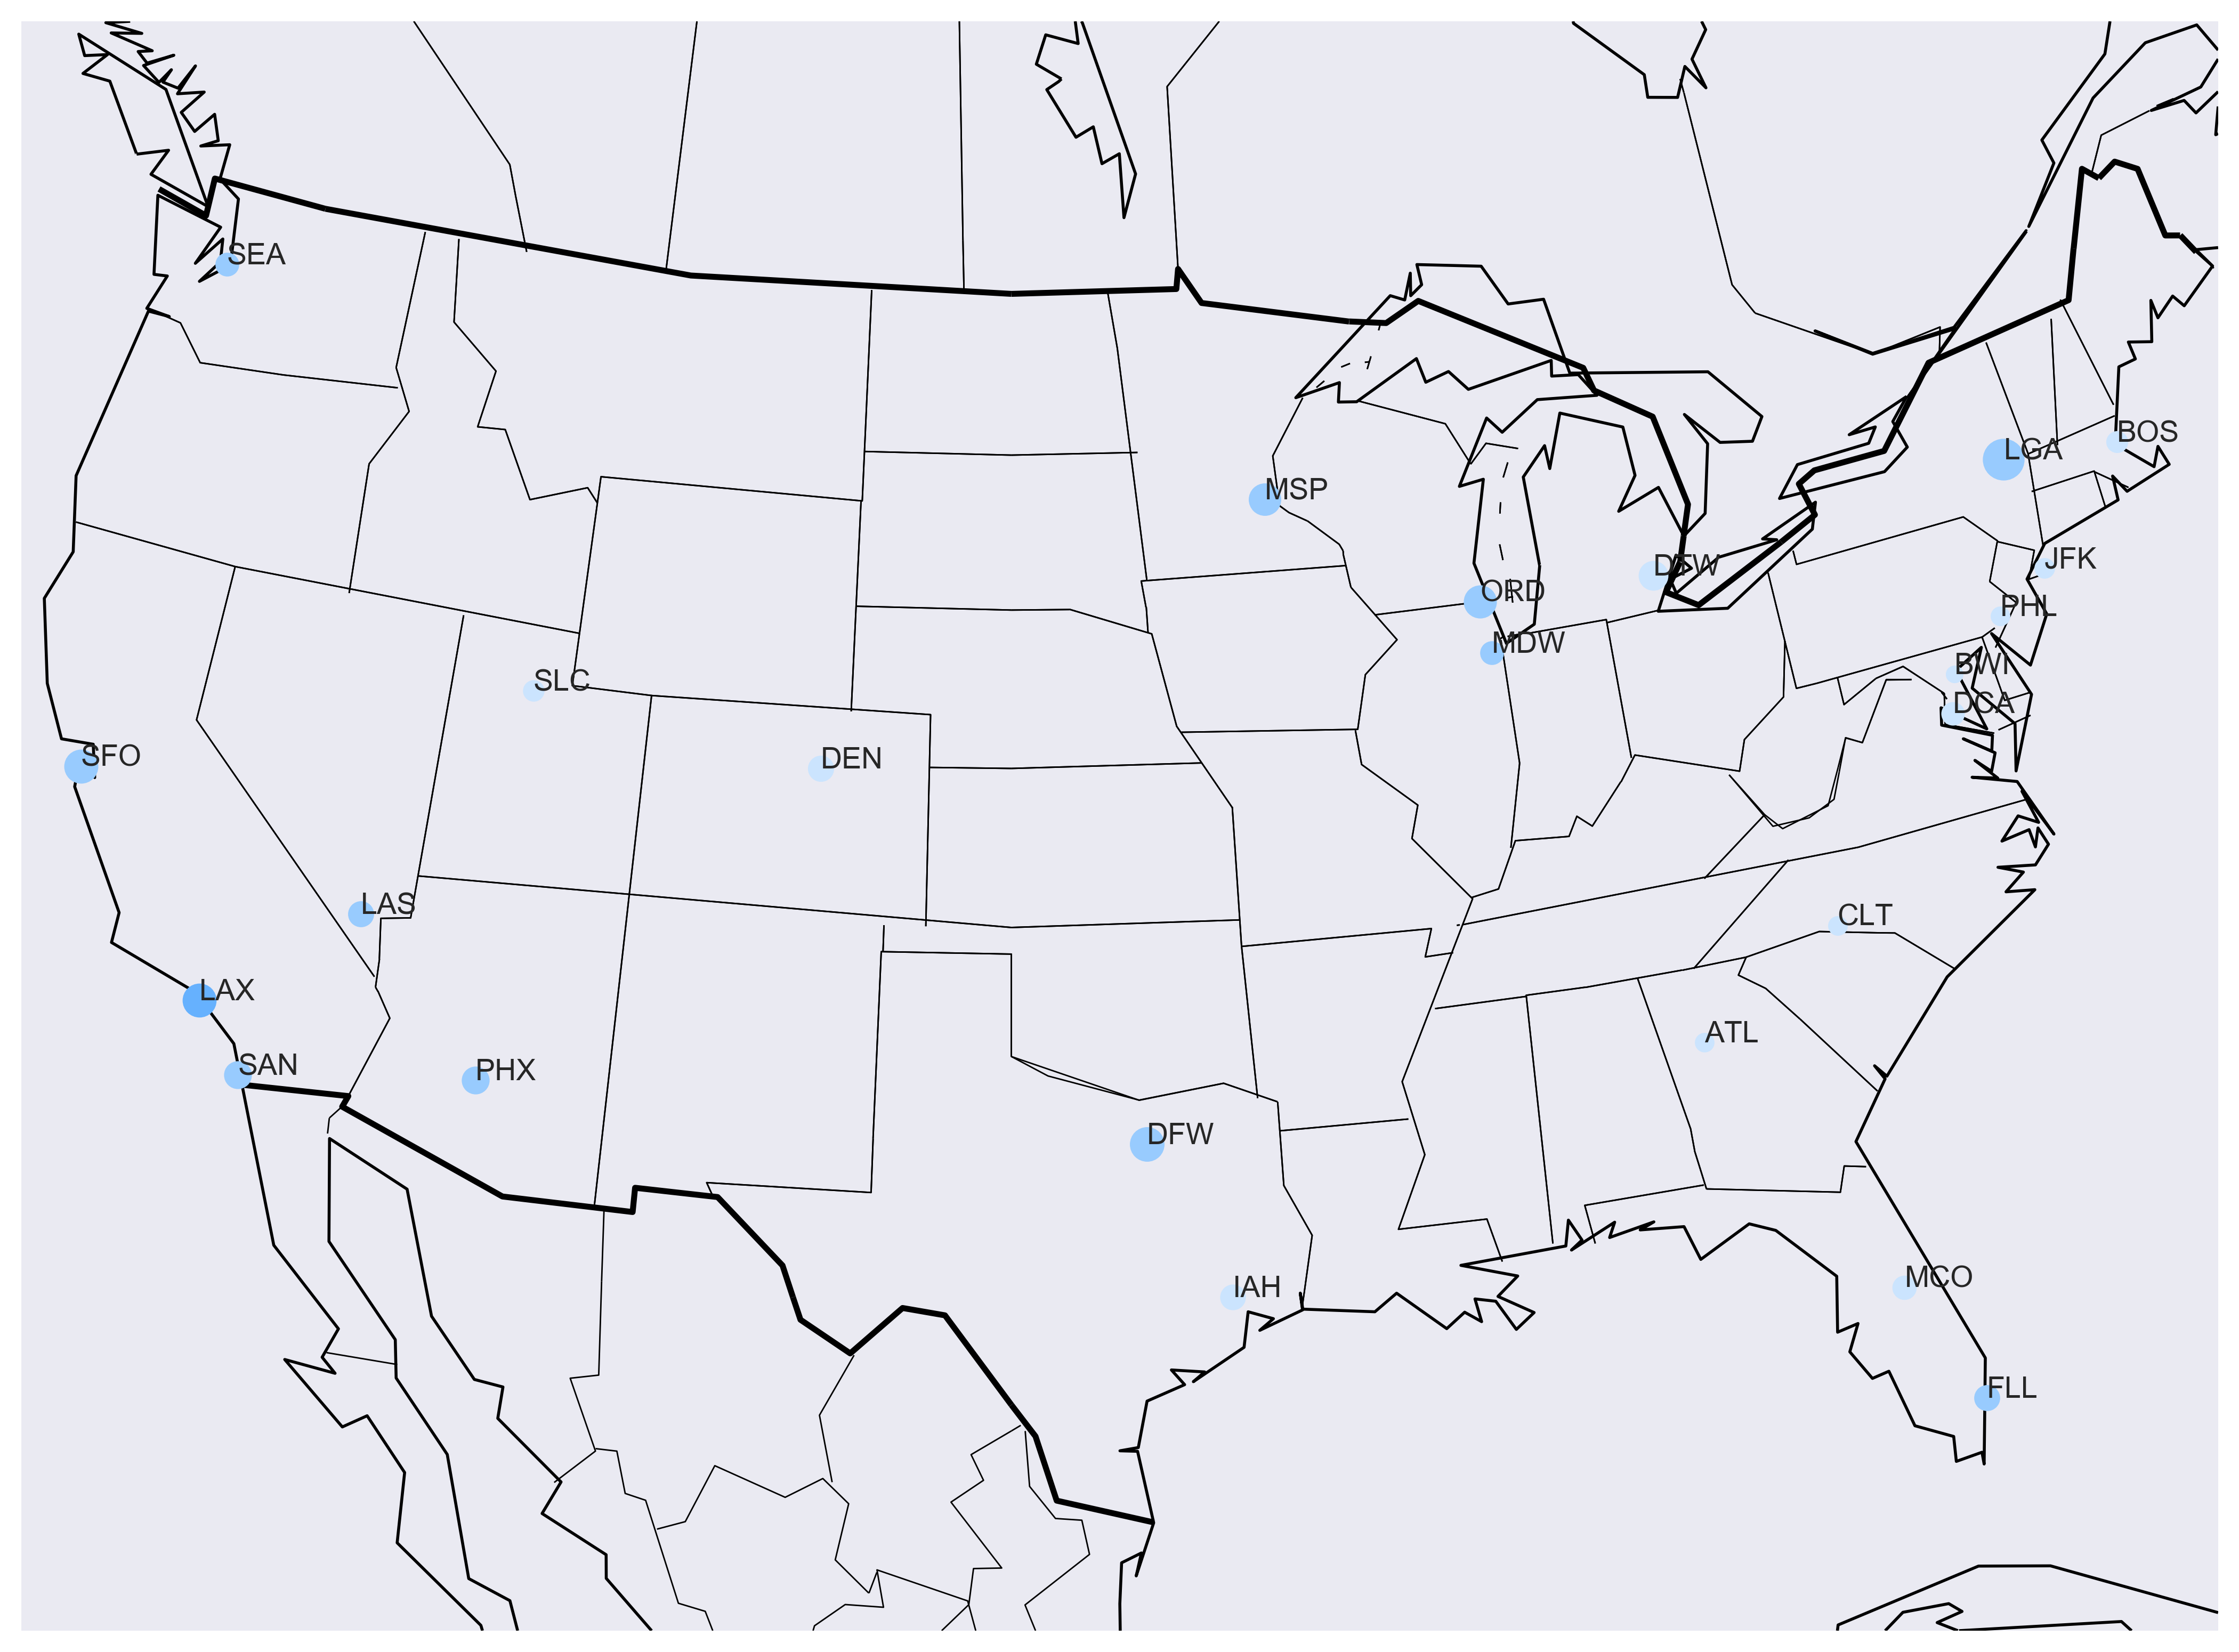 SEA
BOS
LGA
MSP
JFK
DTW
ORD
PHL
MDW
BWI
SLC
DCA
SFO
DEN
LAS
CLT
LAX
ATL
SAN
PHX
DFW
MCO
IAH
FLL